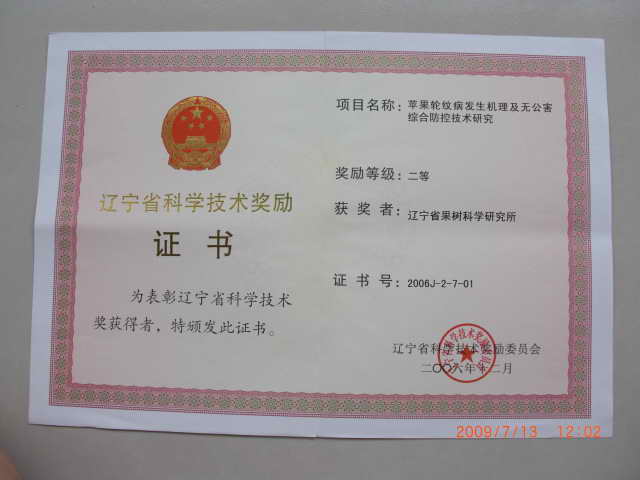 辽宁省科学技术奖励
证书
为表彰辽宁省科学技术
奖获得者，特颁发此证书。
项目名称：苹果轮纹病发生机理及无公害
综合防控技术研究
奖励等级：二等
获奖者：辽宁省果树科学研究所
证书号：2006J-2-7-01
辽宁省科学技术奖励委员会
二〇〇六年十二月
2009/7/13 12:02